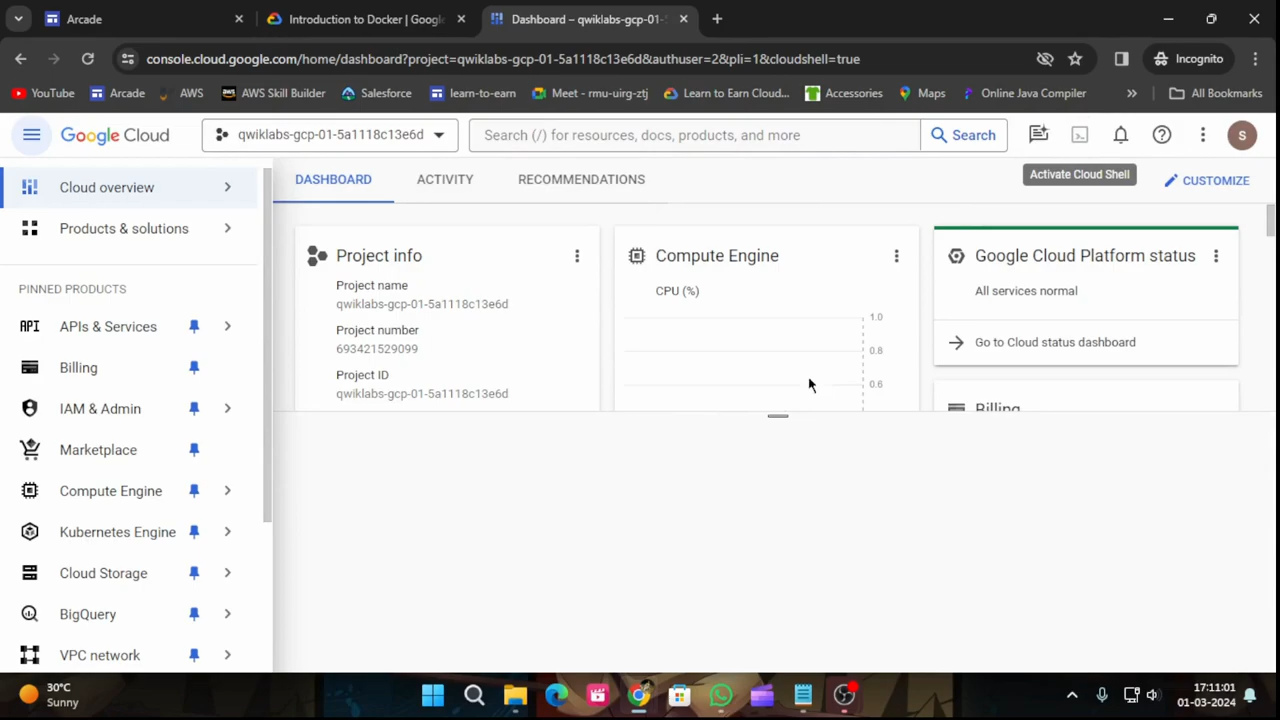 Arcade
Introduction to Docker | Google
Dashboard – qwiklabs-gcp-01-
console.cloud.google.com/home/dashboard?project=qwiklabs-gcp-01-5a1118c13e6d&authuser=2&pli=1&cloudshell=true
Incognito
YouTube
Arcade
AWS
AWS Skill Builder
Salesforce
learn-to-earn
Meet - rmu-uirg-ztj
Learn to Earn Cloud...
Accessories
Maps
Online Java Compiler
All Bookmarks
Google Cloud
qwiklabs-gcp-01-5a1118c13e6d
Search (/) for resources, docs, products, and more
Search
S
Activate Cloud Shell
Cloud overview
Products & solutions
PINNED PRODUCTS
APIs & Services
Billing
IAM & Admin
Marketplace
Compute Engine
Kubernetes Engine
Cloud Storage
BigQuery
VPC network
DASHBOARD
ACTIVITY
RECOMMENDATIONS
CUSTOMIZE
Project info
Project name
qwiklabs-gcp-01-5a1118c13e6d
Project number
693421529099
Project ID
qwiklabs-gcp-01-5a1118c13e6d
Compute Engine
CPU (%)
1.0
0.8
0.6
Google Cloud Platform status
All services normal
Go to Cloud status dashboard
Billing
30°C
Sunny
17:11:01
01-03-2024